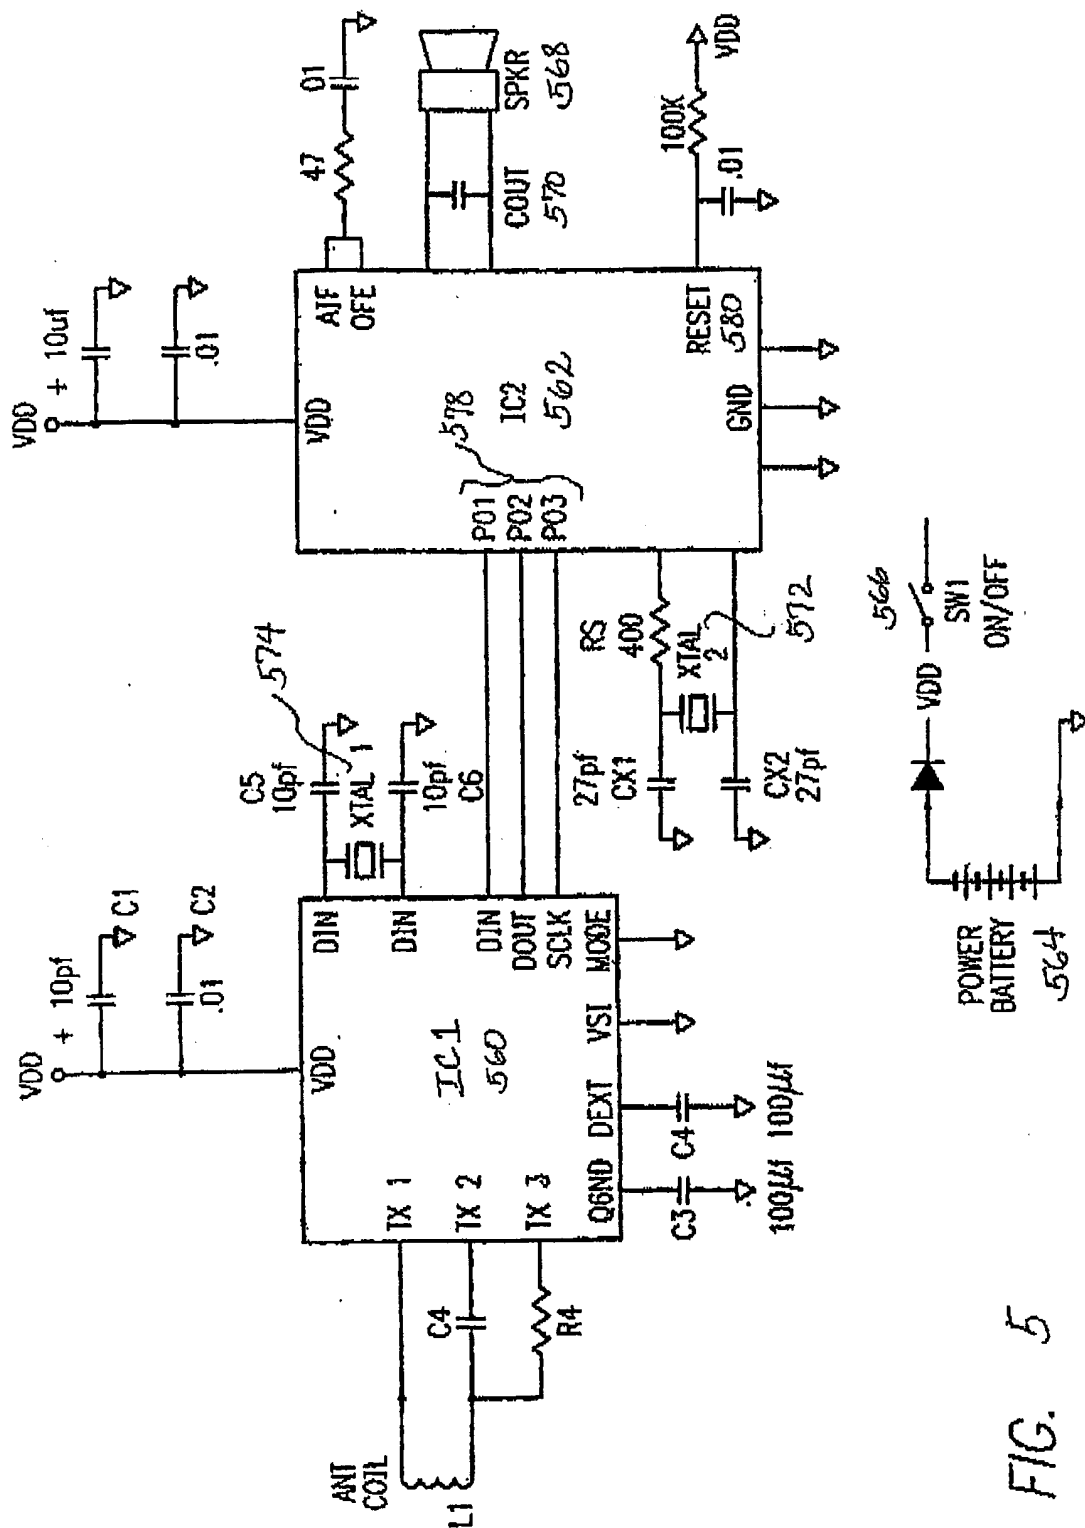 VDD
+ 10pf
C1
.01
C2
VDD
ANT
COIL
L1
C4
R4
TX 1
TX 2
TX 3
IC1
560
Q6ND
DEXT
VSI
MODE
DIN
DIN
DIN
DOUT
SCLK
C3
C4
100µf
100µf
C5
10pf
XTAL
1
574
10pf
C6
VDD
+ 10uf
.01
VDD
P01
P02
P03
578
IC2
562
AIF
OFE
47
01
COUT
570
SPKR
568
RESET
580
GND
100K
VDD
.01
RS
400
XTAL
2
572
27pf
CX1
CX2
27pf
POWER
BATTERY
564
VDD
566
SW1
ON/OFF
FIG. 5